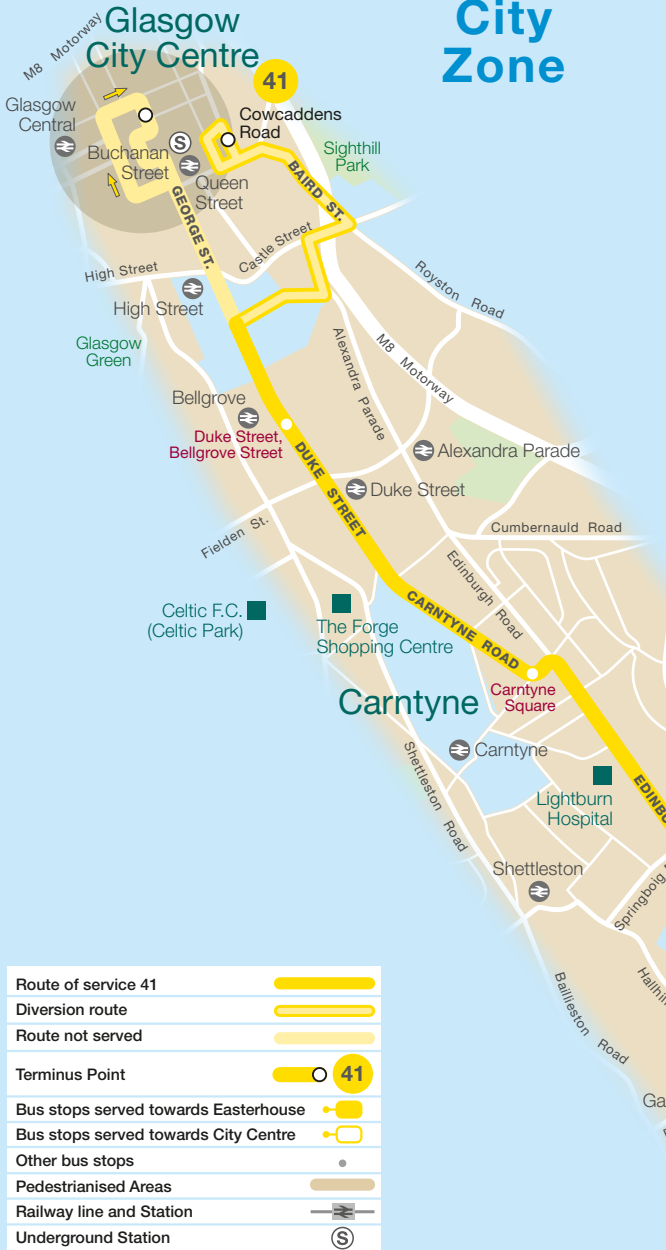 Glasgow
City Centre
City
Zone
M8 Motorway
41
Glasgow
Central
Cowcaddens
Road
Buchanan
Street
S
Queen
Street
Sighthill
Park
BAIRD ST.
GEORGE ST.
Castle Street
High Street
High Street
Royston Road
Glasgow
Green
Alexandra Parade
M8 Motorway
Bellgrove
Duke Street,
Bellgrove Street
DUKE STREET
Alexandra Parade
Duke Street
Fielden St.
Cumbernauld Road
Edinburgh Road
Celtic F.C.
(Celtic Park)
The Forge
Shopping Centre
CARNTYNE ROAD
Carntyne
Carntyne
Square
Carntyne
Shettleston Road
Lightburn
Hospital
EDINBU
Shettleston
Springboig
Hallhil
Baillieston Road
Ga
Route of service 41
Diversion route
Route not served
Terminus Point
41
Bus stops served towards Easterhouse
Bus stops served towards City Centre
Other bus stops
Pedestrianised Areas
Railway line and Station
Underground Station
S